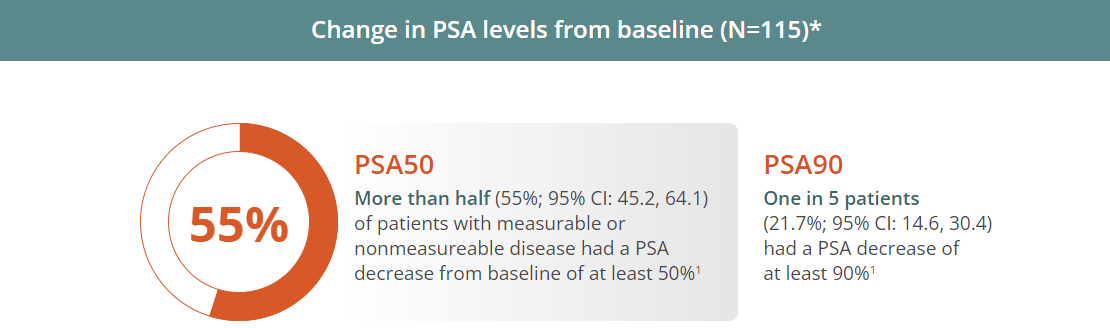 Change in PSA levels from baseline (N=115)*
55%
PSA50
More than half (55%; 95% CI: 45.2, 64.1)
of patients with measurable or
nonmeasureable disease had a PSA
decrease from baseline of at least 50%¹
PSA90
One in 5 patients
(21.7%; 95% CI: 14.6, 30.4)
had a PSA decrease of
at least 90%¹